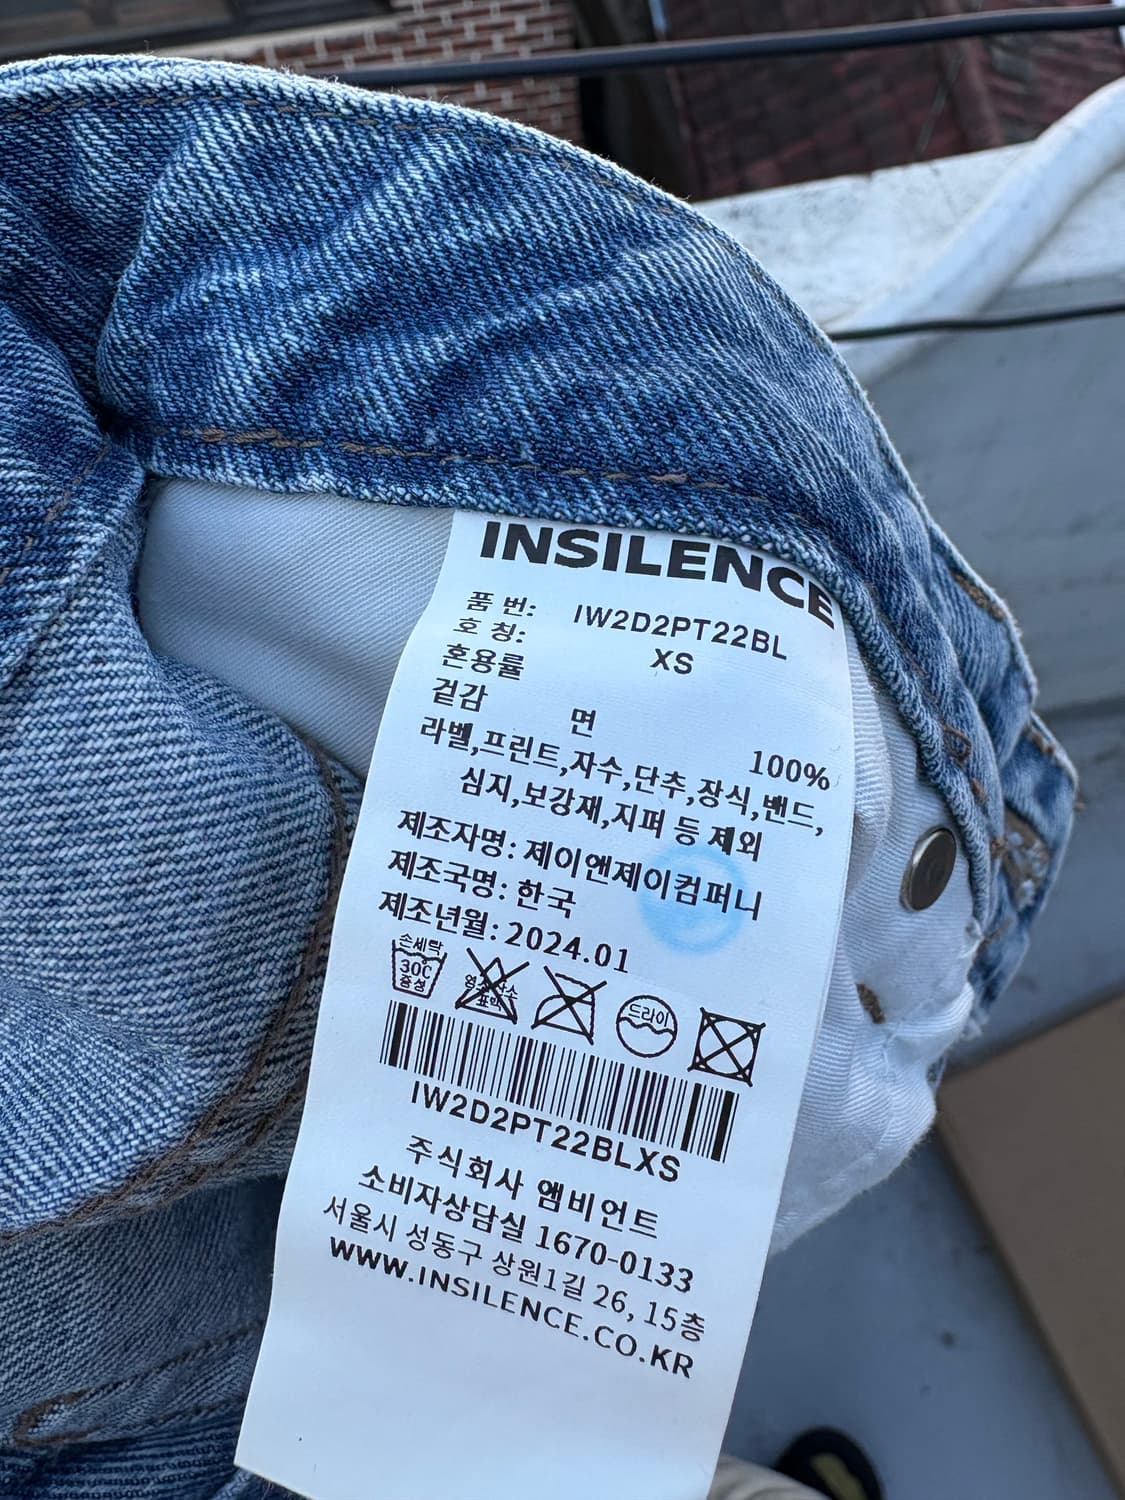 INSILENCE
품 번: IW2D2PT22BL
호 칭: XS
혼용률
겉감 면 100%
라벨,프린트,자수,단추,장식,밴드,
심지,보강재,지퍼 등 제외
제조자명: 제이앤제이컴퍼니
제조국명: 한국
제조년월: 2024.01
손세탁
30℃
중성
드라이
IW2D2PT22BLXS
주식회사 앰비언트
소비자상담실 1670-0133
서울시 성동구 상원1길 26, 15층
WWW.INSILENCE.CO.KR